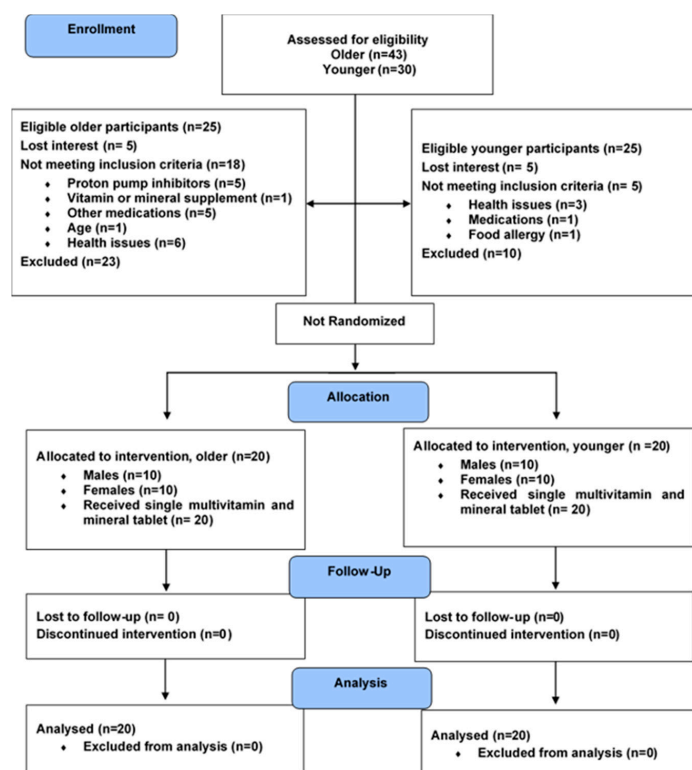 Enrollment
Assessed for eligibility
Older (n=43)
Younger (n=30)
Eligible older participants (n=25)
Lost interest (n= 5)
Not meeting inclusion criteria (n=18)
♦ Proton pump inhibitors (n=5)
♦ Vitamin or mineral supplement (n=1)
♦ Other medications (n=5)
♦ Age (n=1)
♦ Health issues (n=6)
Excluded (n=23)
Eligible younger participants (n=25)
Lost interest (n= 5)
Not meeting inclusion criteria (n= 5)
♦ Health issues (n=3)
♦ Medications (n=1)
♦ Food allergy (n=1)
Excluded (n=10)
Not Randomized
Allocation
Allocated to intervention, older (n=20)
♦ Males (n=10)
♦ Females (n=10)
♦ Received single multivitamin and
mineral tablet (n= 20)
Allocated to intervention, younger (n =20)
♦ Males (n=10)
♦ Females (n=10)
♦ Received single multivitamin and
mineral tablet (n= 20)
Follow-Up
Lost to follow-up (n= 0)
Discontinued intervention (n=0)
Lost to follow-up (n=0)
Discontinued intervention (n=0)
Analysis
Analysed (n=20)
♦ Excluded from analysis (n=0)
Analysed (n=20)
♦ Excluded from analysis (n=0)